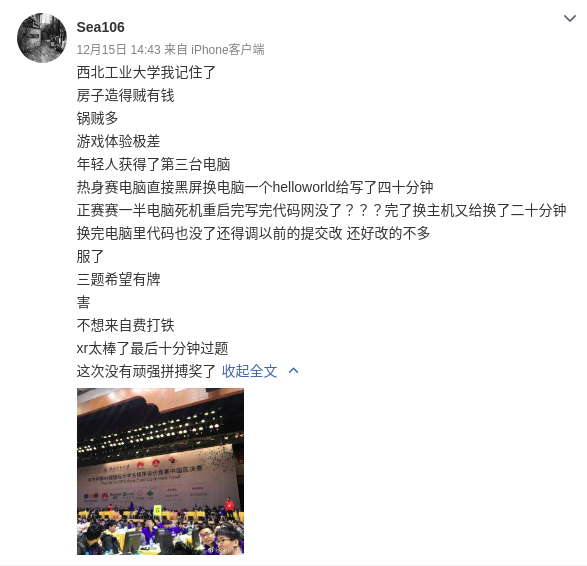 Sea106
12月15日 14:43 来自 iPhone客户端
西北工业大学我记住了
房子造得贼有钱
锅贼多
游戏体验极差
年轻人获得了第三台电脑
热身赛电脑直接黑屏换电脑一个helloworld给写了四十分钟
正赛赛一半电脑死机重启完写完代码网没了？？？完了换主机又给换了二十分钟
换完电脑里代码也没了还得调以前的提交改 还好改的不多
服了
三题希望有牌
害
不想来自费打铁
xr太棒了最后十分钟过题
这次没有顽强拼搏奖了 收起全文